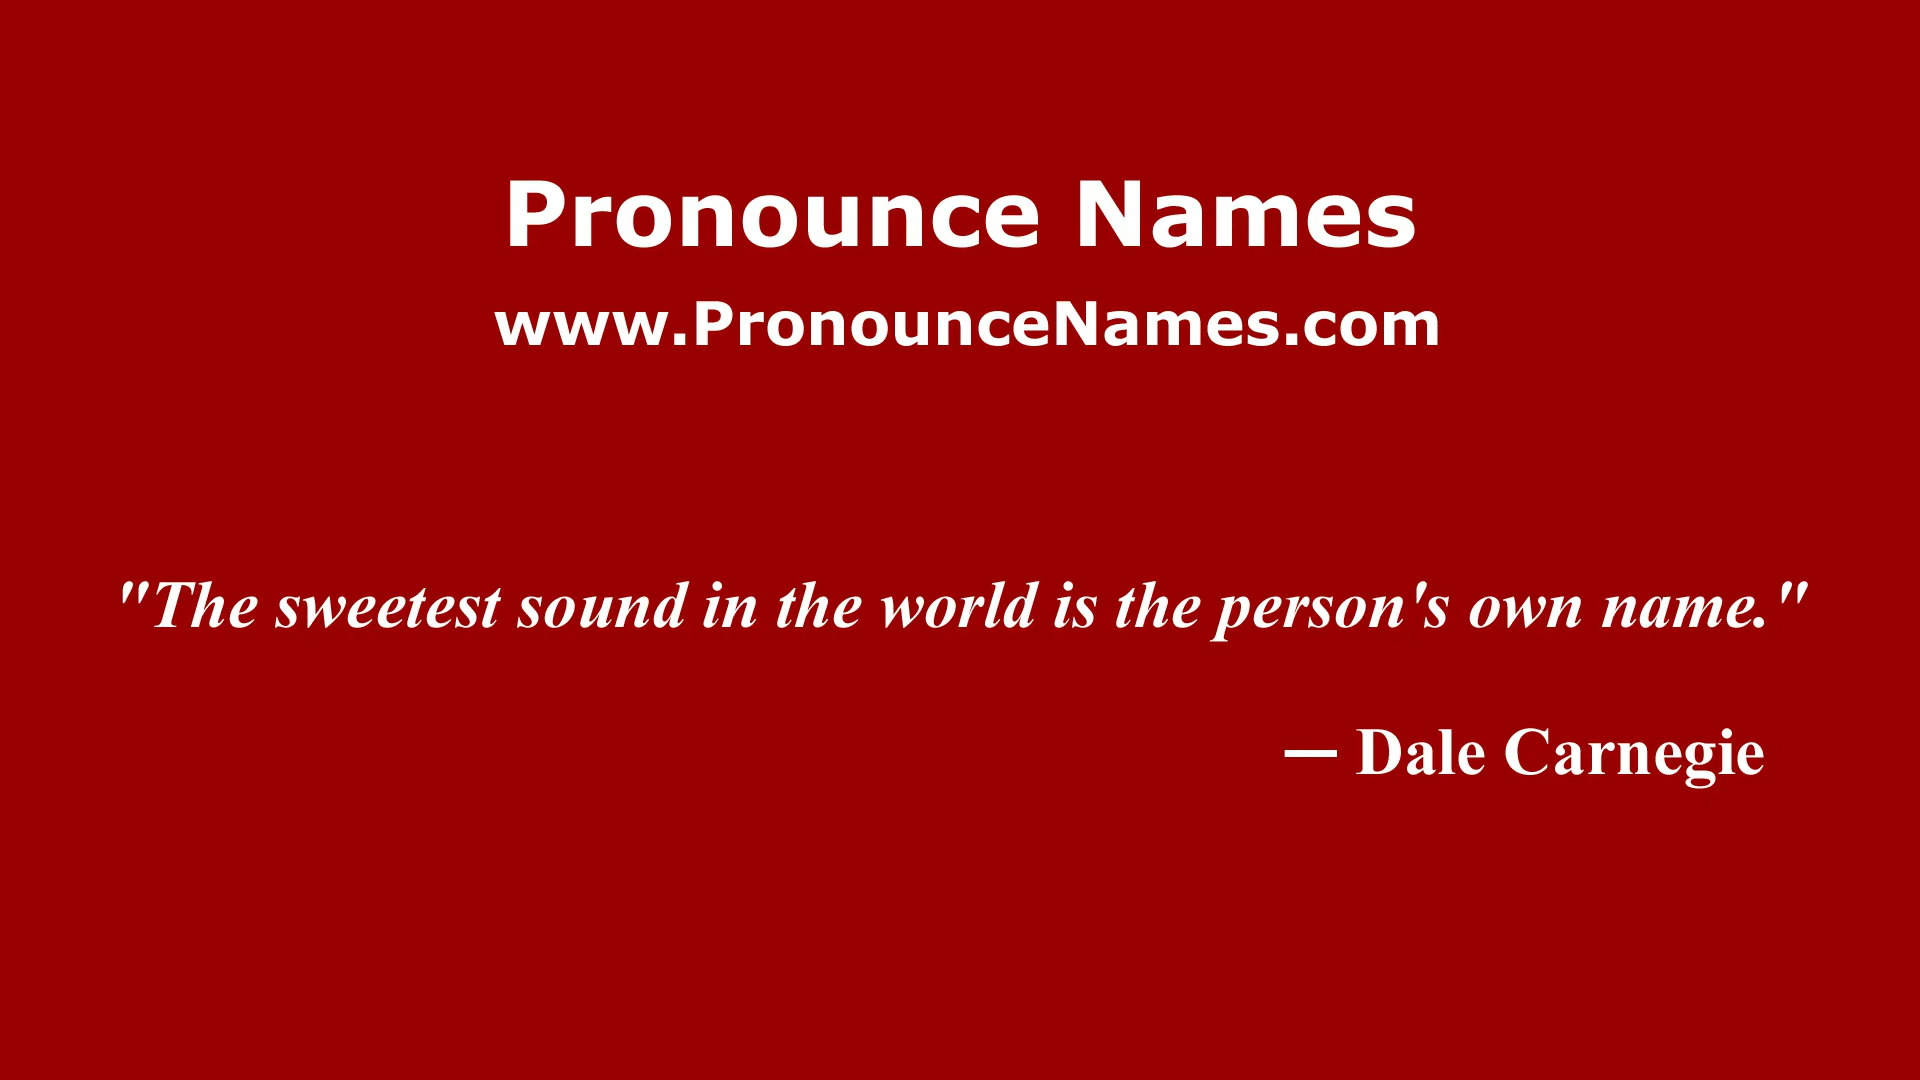 Pronounce Names
www.PronounceNames.com
"The sweetest sound in the world is the person's own name."
— Dale Carnegie